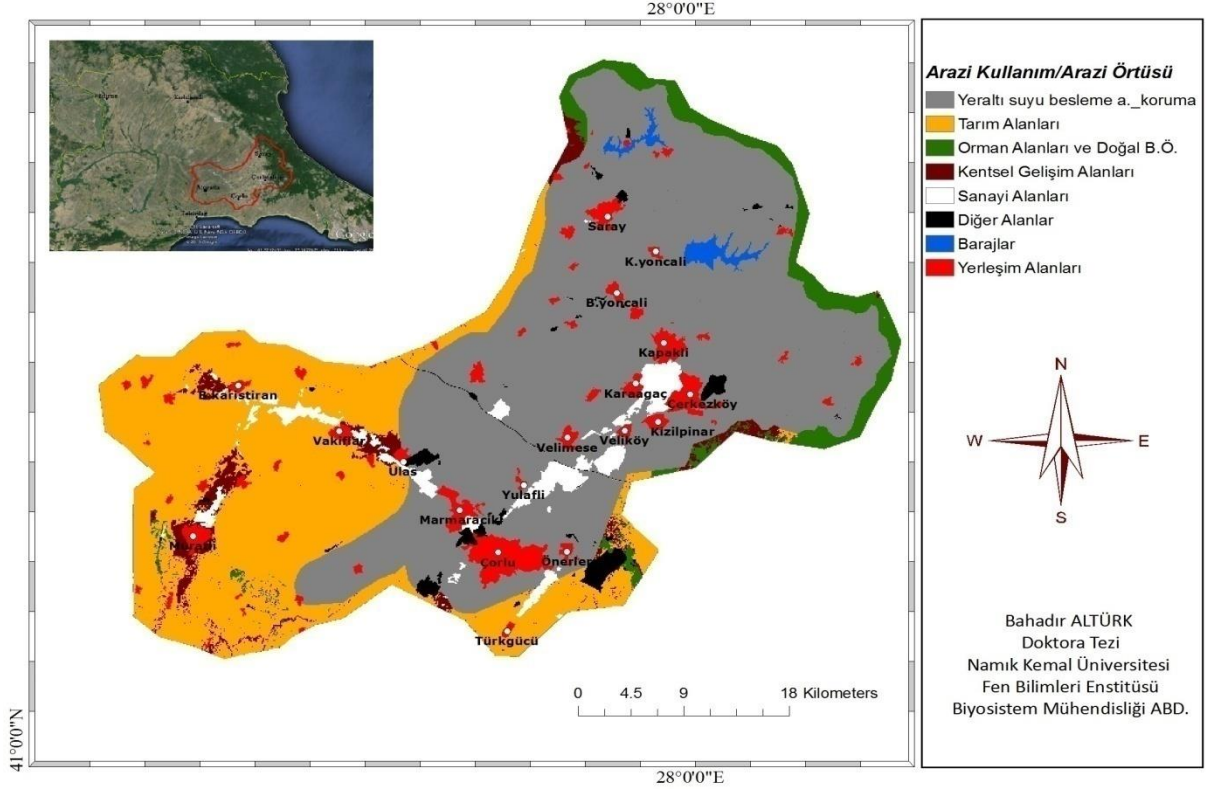 28°0'0"E
Arazi Kullanım/Arazi Örtüsü
Yeraltı suyu besleme a._koruma
Tarım Alanları
Orman Alanları ve Doğal B.Ö.
Kentsel Gelişim Alanları
Sanayi Alanları
Diğer Alanlar
Barajlar
Yerleşim Alanları
Saray
K.yoncali
B.yoncali
Kapakli
Karaagaç
Çerkezköy
B.karistiran
Vakiflar
Velimese
Veliköy
Kizilpinar
Ulas
Yulafli
Marmaracik
Muratli
Çorlu
Önerler
Türkgücü
N
W
E
S
0 4.5 9 18 Kilometers
Bahadır ALTÜRK
Doktora Tezi
Namık Kemal Üniversitesi
Fen Bilimleri Enstitüsü
Biyosistem Mühendisliği ABD.
41°0'0"N
28°0'0"E